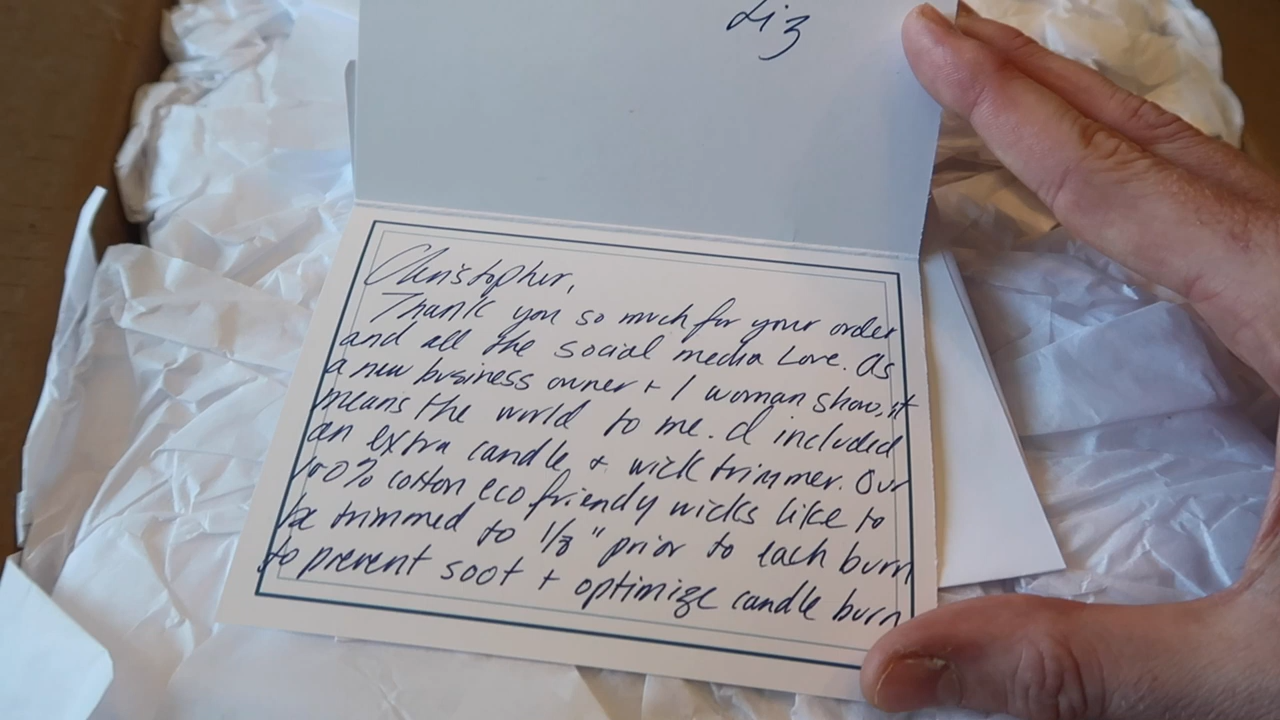 Liz
Christopher,
Thank you so much for your order
and all the social media Love. As
a new business owner + 1 woman show, it
means the world to me. I included
an extra candle + wick trimmer. Our
100% cotton eco friendly wicks like to
be trimmed to 1/8" prior to each burn
to prevent soot + optimize candle burn